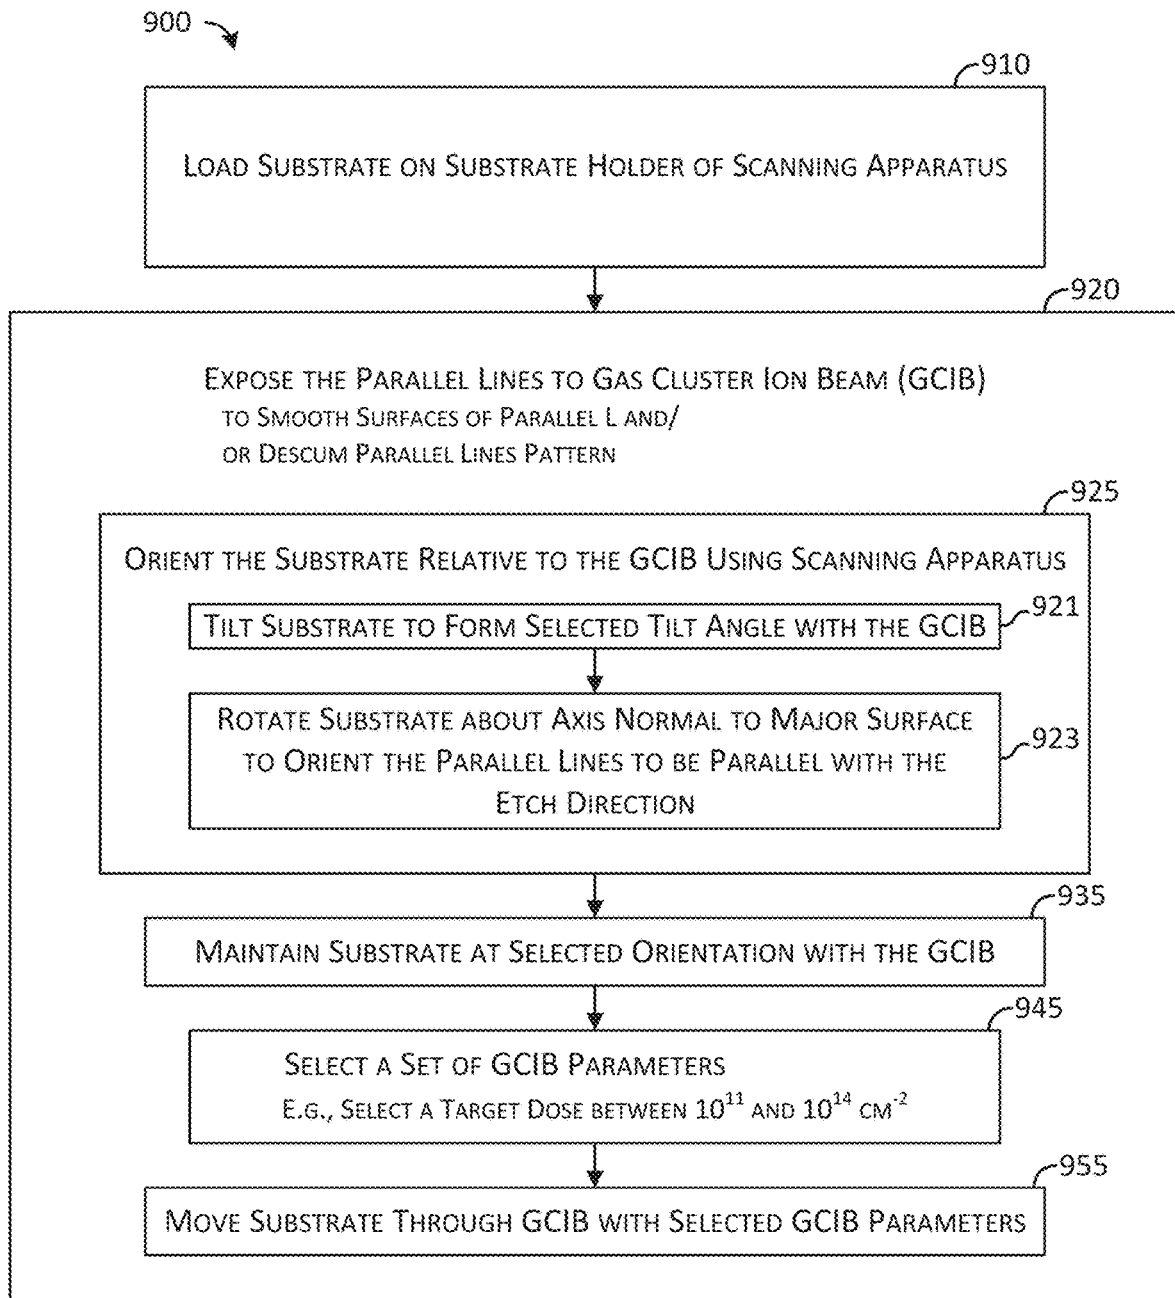 900
910
LOAD SUBSTRATE ON SUBSTRATE HOLDER OF SCANNING APPARATUS
920
EXPOSE THE PARALLEL LINES TO GAS CLUSTER ION BEAM (GCIB)
TO SMOOTH SURFACES OF PARALLEL L AND/
OR DESCUM PARALLEL LINES PATTERN
925
ORIENT THE SUBSTRATE RELATIVE TO THE GCIB USING SCANNING APPARATUS
921
TILT SUBSTRATE TO FORM SELECTED TILT ANGLE WITH THE GCIB
ROTATE SUBSTRATE ABOUT AXIS NORMAL TO MAJOR SURFACE
923
TO ORIENT THE PARALLEL LINES TO BE PARALLEL WITH THE
ETCH DIRECTION
935
MAINTAIN SUBSTRATE AT SELECTED ORIENTATION WITH THE GCIB
945
SELECT A SET OF GCIB PARAMETERS
E.G., SELECT A TARGET DOSE BETWEEN 10¹¹ AND 10¹⁴ CM⁻²
955
MOVE SUBSTRATE THROUGH GCIB WITH SELECTED GCIB PARAMETERS